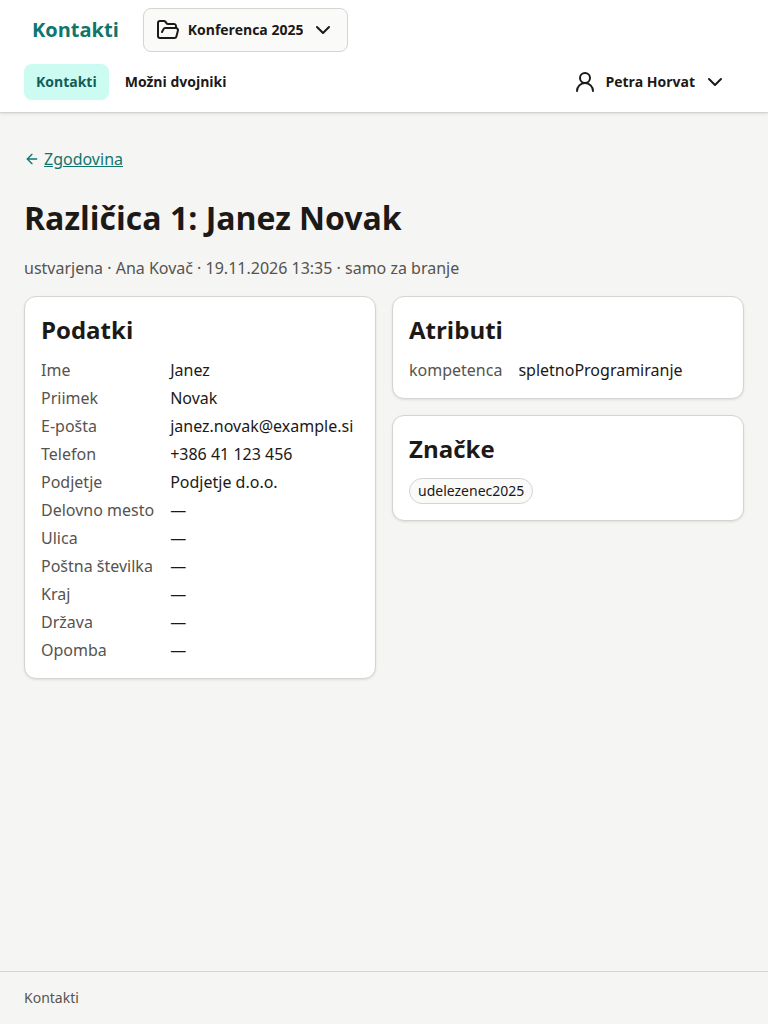 Kontakti
Konferenca 2025
Kontakti
Možni dvojniki
Petra Horvat
← Zgodovina
Različica 1: Janez Novak
ustvarjena · Ana Kovač · 19.11.2026 13:35 · samo za branje
Podatki
Ime Janez
Priimek Novak
E-pošta janez.novak@example.si
Telefon +386 41 123 456
Podjetje Podjetje d.o.o.
Delovno mesto —
Ulica —
Poštna številka —
Kraj —
Država —
Opomba —
Atributi
kompetenca spletnoProgramiranje
Značke
udelezenec2025
Kontakti